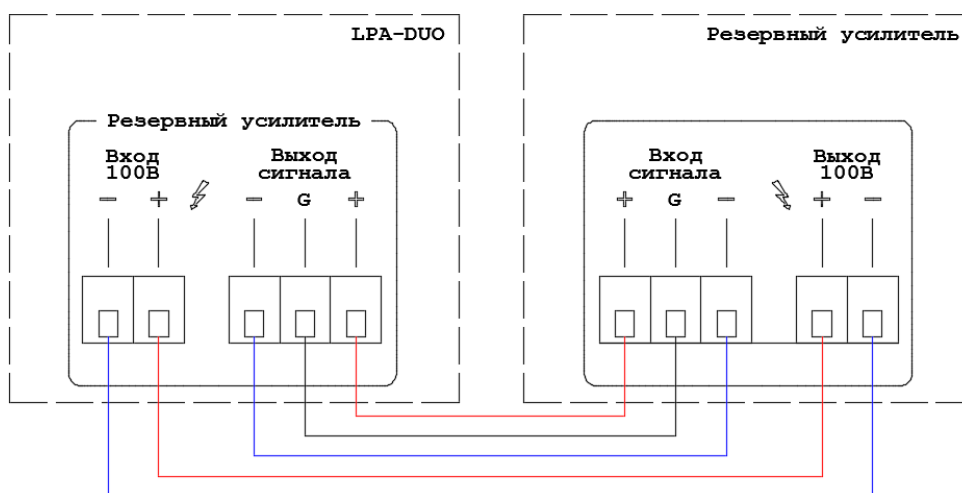 LPA-DUO
Резервный усилитель
Резервный усилитель
Вход
100В
Выход
сигнала
− + − G +
Вход
сигнала
Выход
100В
+ G − + −